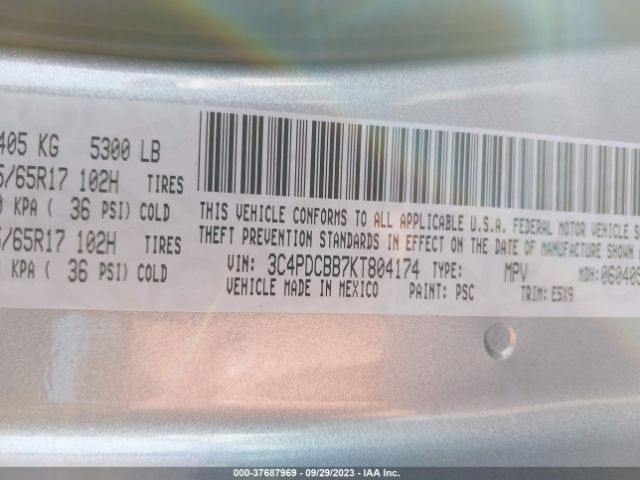 405 KG 5300 LB
/65R17 102H TIRES
KPA ( 36 PSI) COLD
/65R17 102H TIRES
KPA ( 36 PSI) COLD
THIS VEHICLE CONFORMS TO ALL APPLICABLE U.S.A. FEDERAL MOTOR VEHICLE S
THEFT PREVENTION STANDARDS IN EFFECT ON THE DATE OF MANUFACTURE SHOWN
VIN: 3C4PDCBB7KT804174 TYPE: MPV MDH:060405
VEHICLE MADE IN MEXICO PAINT: PSC TRIM: E5X9
000-37687969 - 09/29/2023 - IAA Inc.